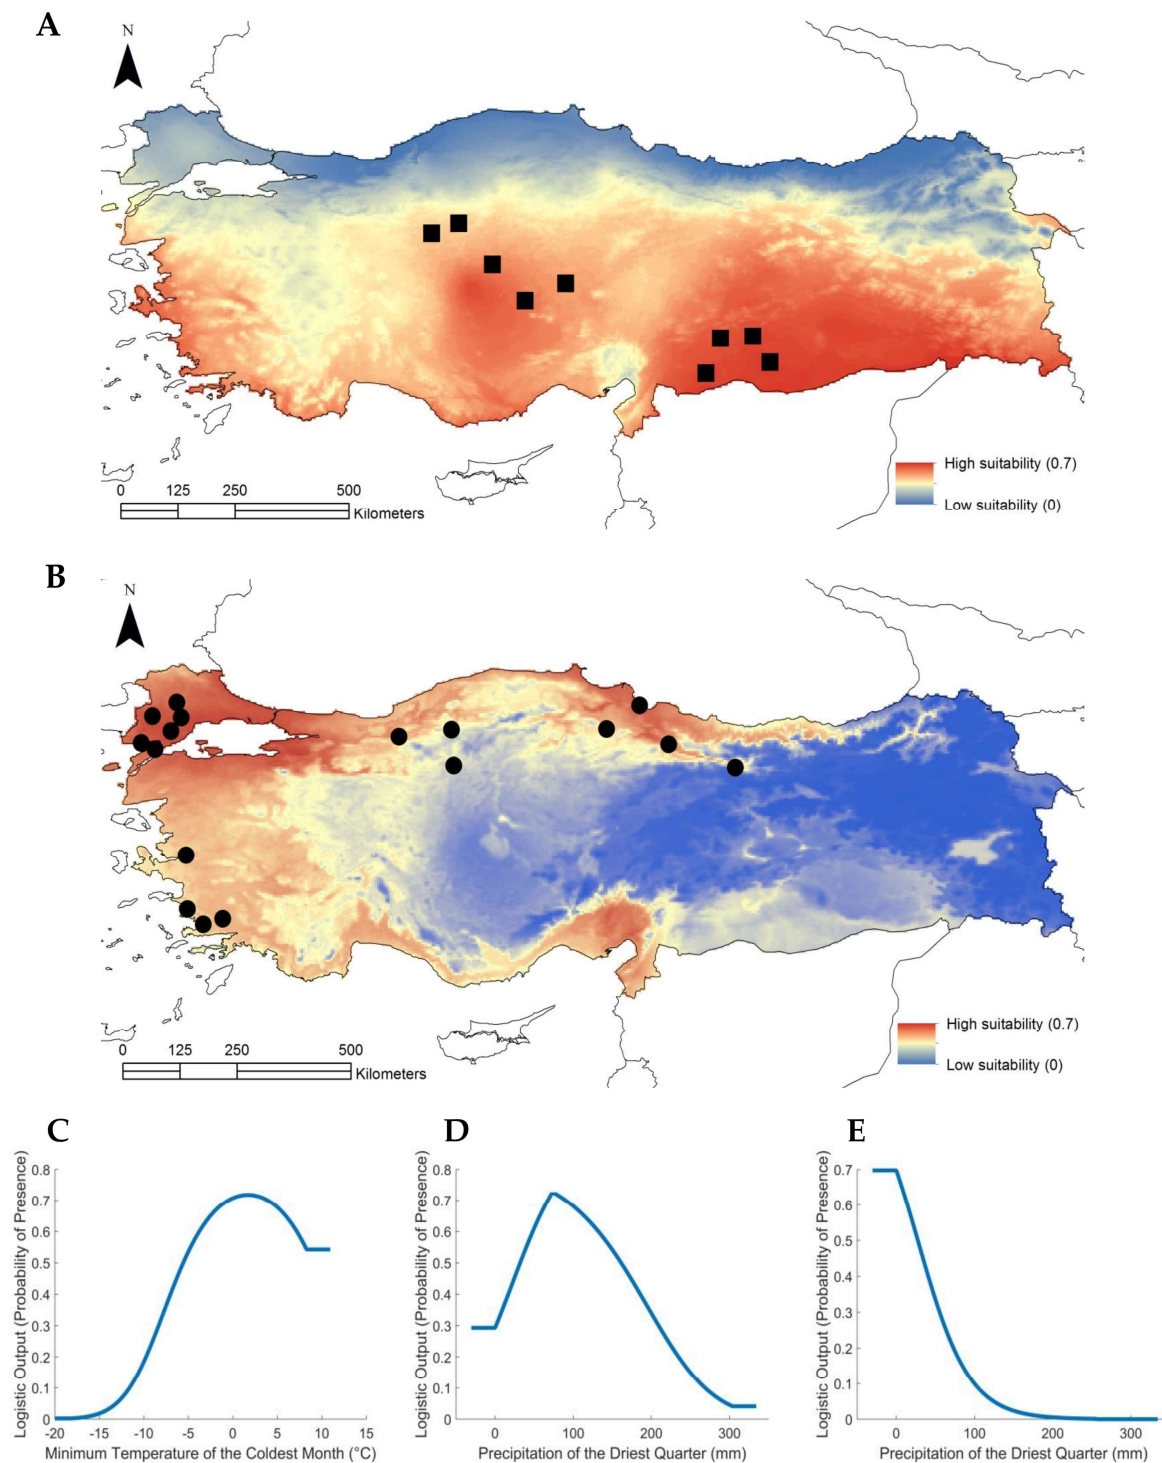 A
N
High suitability (0.7)
Low suitability (0)
0 125 250 500
Kilometers
B
N
High suitability (0.7)
Low suitability (0)
0 125 250 500
Kilometers
C
Logistic Output (Probability of Presence)
0.8
0.7
0.6
0.5
0.4
0.3
0.2
0.1
0
-20 -15 -10 -5 0 5 10 15
Minimum Temperature of the Coldest Month (°C)
D
Logistic Output (Probability of Presence)
0.8
0.7
0.6
0.5
0.4
0.3
0.2
0.1
0
0 100 200 300
Precipitation of the Driest Quarter (mm)
E
Logistic Output (Probability of Presence)
0.7
0.6
0.5
0.4
0.3
0.2
0.1
0
0 100 200 300
Precipitation of the Driest Quarter (mm)